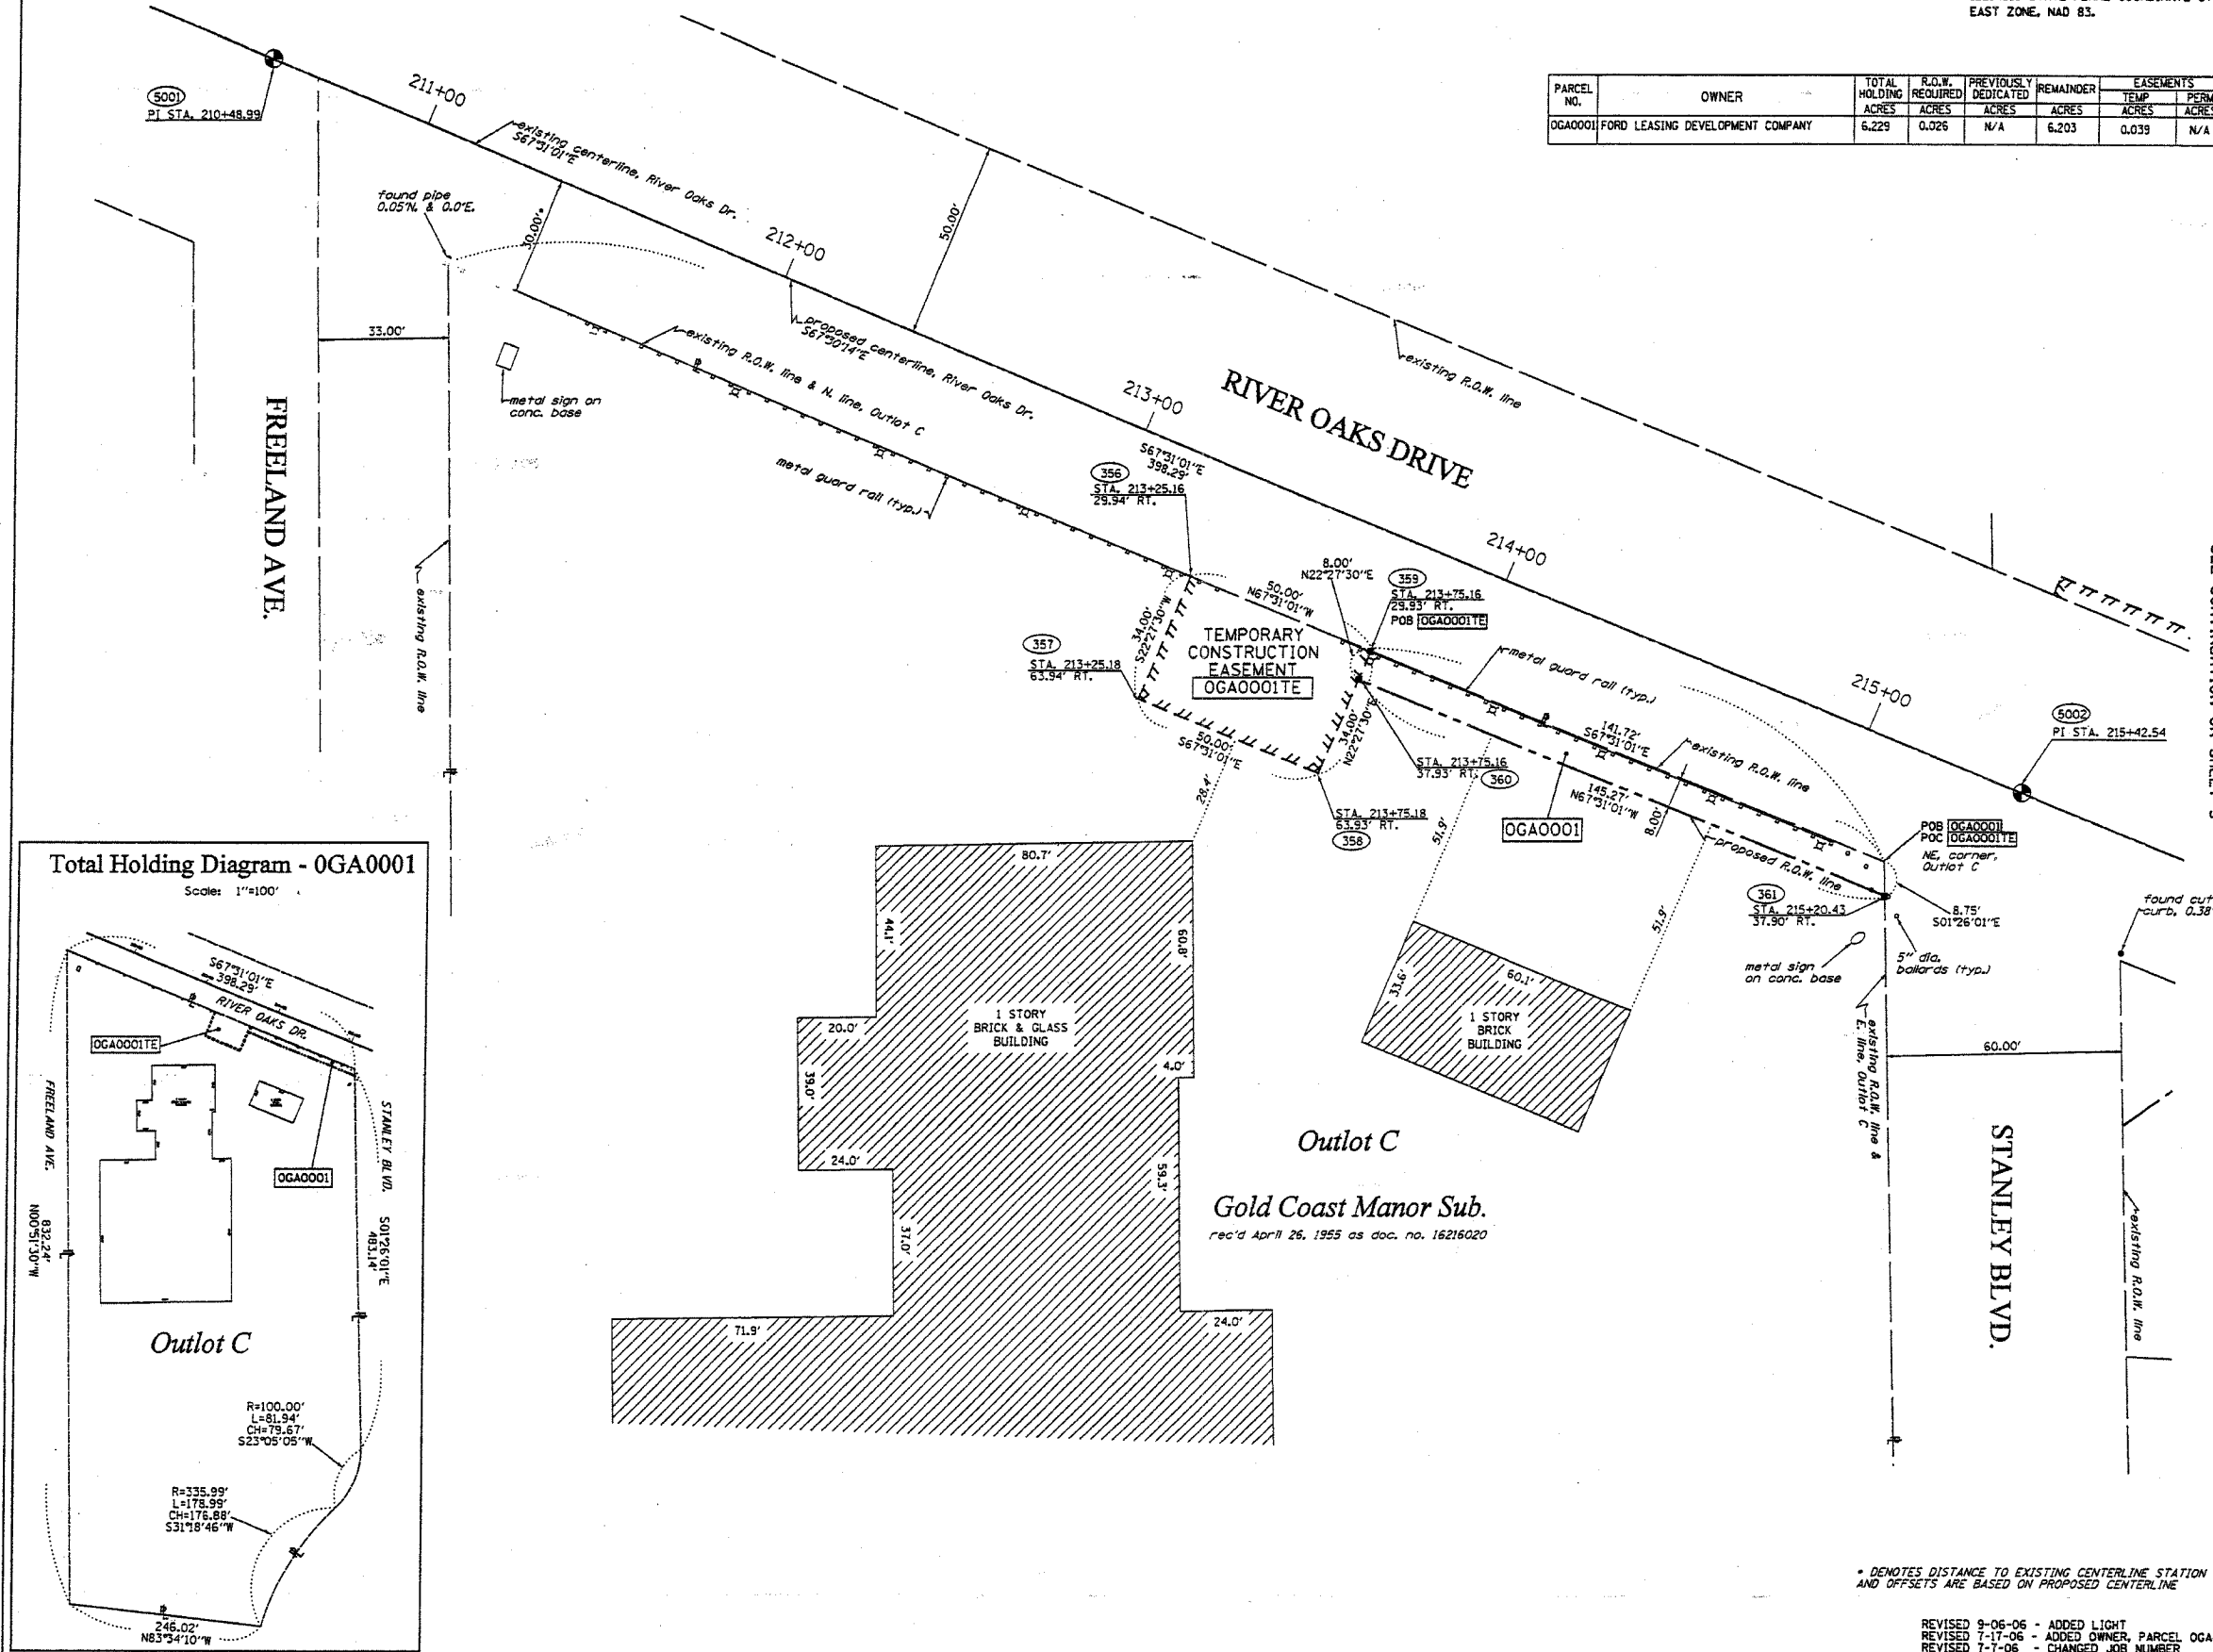 EAST ZONE, NAD 83.
PARCEL NO.
OWNER
TOTAL HOLDING ACRES
R.O.W. REQUIRED ACRES
PREVIOUSLY DEDICATED ACRES
REMAINDER ACRES
EASEMENTS
TEMP ACRES
0GA0001 FORD LEASING DEVELOPMENT COMPANY 6.229 0.026 N/A 6.203 0.039 N/A
5001
PI STA. 210+48.99
211+00
existing centerline, River Oaks Dr.
S67°31'01"E
found pipe
0.05'N. & 0.0'E.
30.00'*
212+00
50.00'
33.00'
proposed centerline, River Oaks Dr.
S67°30'14"E
existing R.O.W. line & N. line, Outlot C
metal sign on
conc. base
existing R.O.W. line
RIVER OAKS DRIVE
213+00
S67°31'01"E
398.29'
FREELAND AVE.
metal guard rail (typ.)
356
STA. 213+25.16
29.94' RT.
214+00
existing R.O.W. line
8.00'
N22°27'30"E
359
STA. 213+75.16
29.93' RT.
POB 0GA0001TE
50.00'
N67°31'01"W
34.00'
S22°27'30"W
TEMPORARY
CONSTRUCTION
EASEMENT
0GA0001TE
357
STA. 213+25.18
63.94' RT.
metal guard rail (typ.)
215+00
5002
PI STA. 215+42.54
50.00'
S67°31'01"E
34.00'
N22°27'30"E
141.72'
S67°31'01"E
existing R.O.W. line
STA. 213+75.16
37.93' RT.
360
145.27'
N67°31'01"W
8.00'
28.4'
STA. 213+75.18
63.93' RT.
358
51.9'
0GA0001
proposed R.O.W. line
POB 0GA0001
POC 0GA0001TE
NE. corner,
Outlot C
361
STA. 215+20.43
37.90' RT.
8.75'
S01°26'01"E
found cut
curb, 0.38'
51.9'
metal sign
on conc. base
5" dia.
bollards (typ.)
80.7'
44.1'
60.8'
33.6'
60.1'
1 STORY
BRICK & GLASS
BUILDING
20.0'
1 STORY
BRICK
BUILDING
39.0'
4.0'
existing R.O.W. line &
E. line, Outlot C
60.00'
24.0'
59.3'
37.0'
71.9'
24.0'
Outlot C
Gold Coast Manor Sub.
rec'd April 26, 1955 as doc. no. 16216020
STANLEY BLVD.
existing R.O.W. line
Total Holding Diagram - 0GA0001
Scale: 1"=100'
S67°31'01"E
398.29'
RIVER OAKS DR.
0GA0001TE
FREELAND AVE.
832.24'
N00°51'30"W
STANLEY BLVD.
S01°26'01"E
483.14'
0GA0001
Outlot C
R=100.00'
L=81.94'
CH=79.67'
S23°05'05"W
R=335.99'
L=178.99'
CH=176.88'
S31°18'46"W
246.02'
N83°34'10"W
* DENOTES DISTANCE TO EXISTING CENTERLINE STATION
AND OFFSETS ARE BASED ON PROPOSED CENTERLINE
REVISED 9-06-06 - ADDED LIGHT
REVISED 7-17-06 - ADDED OWNER, PARCEL OGA
REVISED 7-7-06 - CHANGED JOB NUMBER